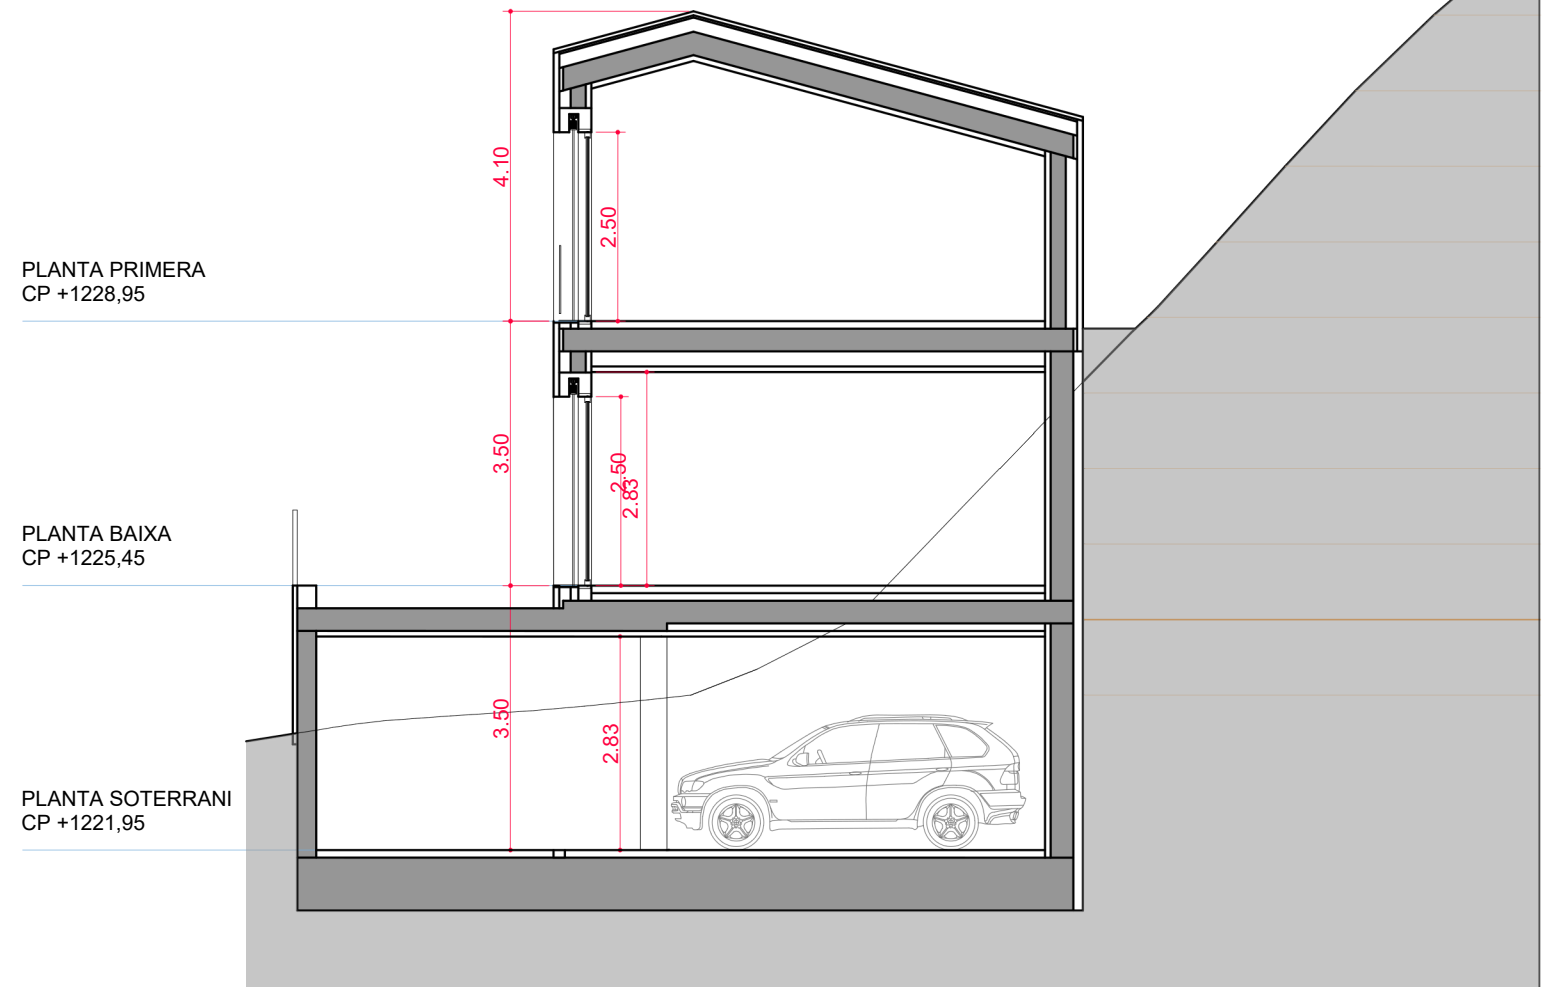 4.10
2.50
PLANTA PRIMERA
CP +1228,95
3.50
2.50
2.83
PLANTA BAIXA
CP +1225,45
3.50
2.83
PLANTA SOTERRANI
CP +1221,95